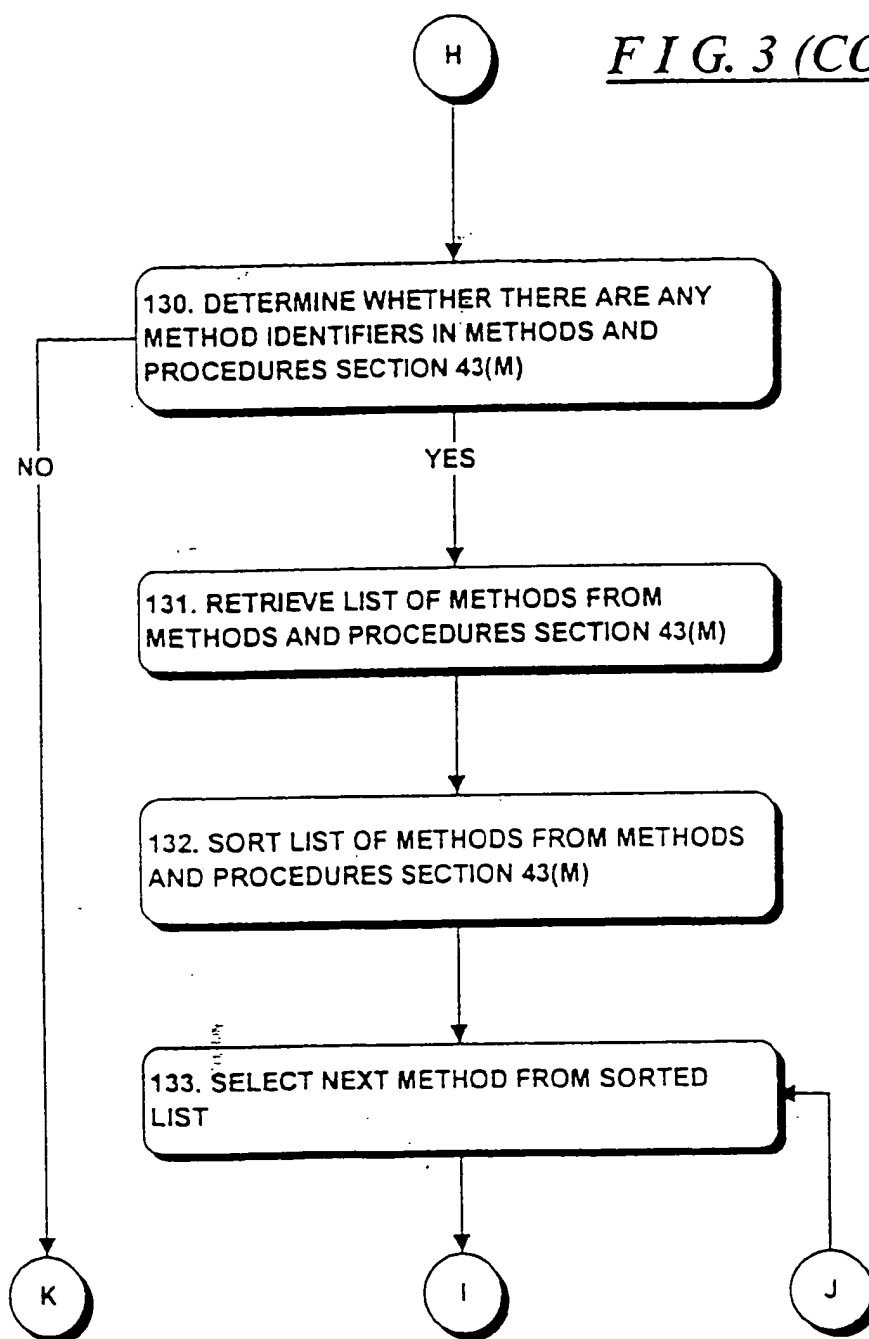 H
F I G. 3 (CO
130. DETERMINE WHETHER THERE ARE ANY
METHOD IDENTIFIERS IN METHODS AND
PROCEDURES SECTION 43(M)
NO
YES
131. RETRIEVE LIST OF METHODS FROM
METHODS AND PROCEDURES SECTION 43(M)
132. SORT LIST OF METHODS FROM METHODS
AND PROCEDURES SECTION 43(M)
133. SELECT NEXT METHOD FROM SORTED
LIST
K
I
J